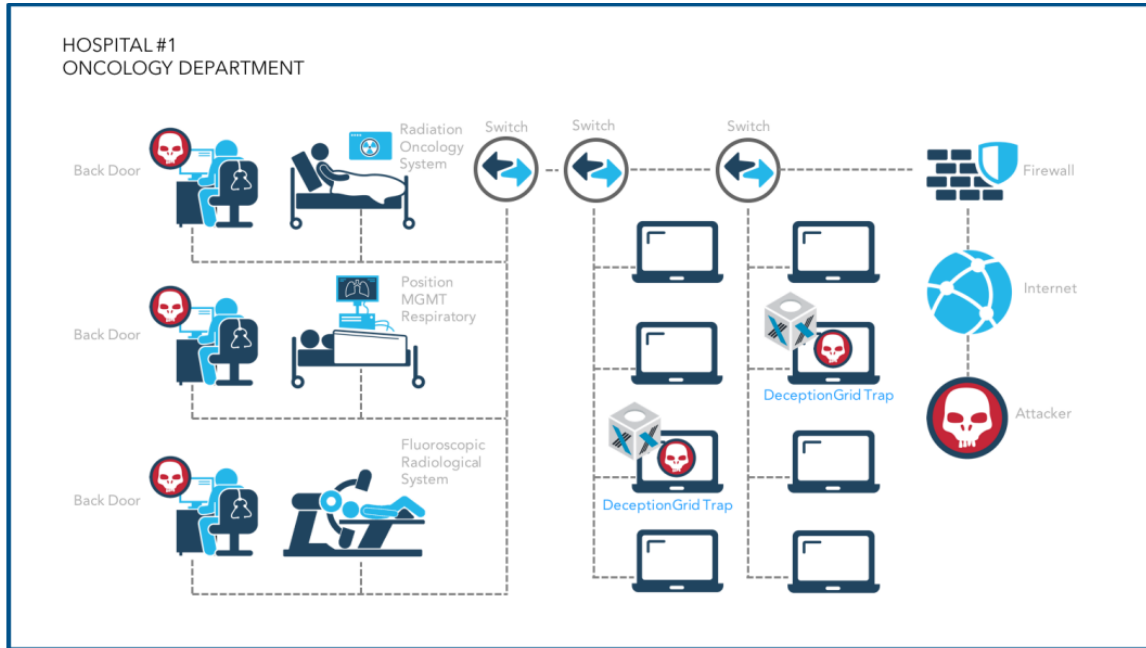 HOSPITAL #1
ONCOLOGY DEPARTMENT
Back Door
Radiation
Oncology
System
Switch
Switch
Switch
Firewall
Back Door
Position
MGMT
Respiratory
Internet
DeceptionGrid Trap
Attacker
Back Door
Fluoroscopic
Radiological
System
DeceptionGrid Trap